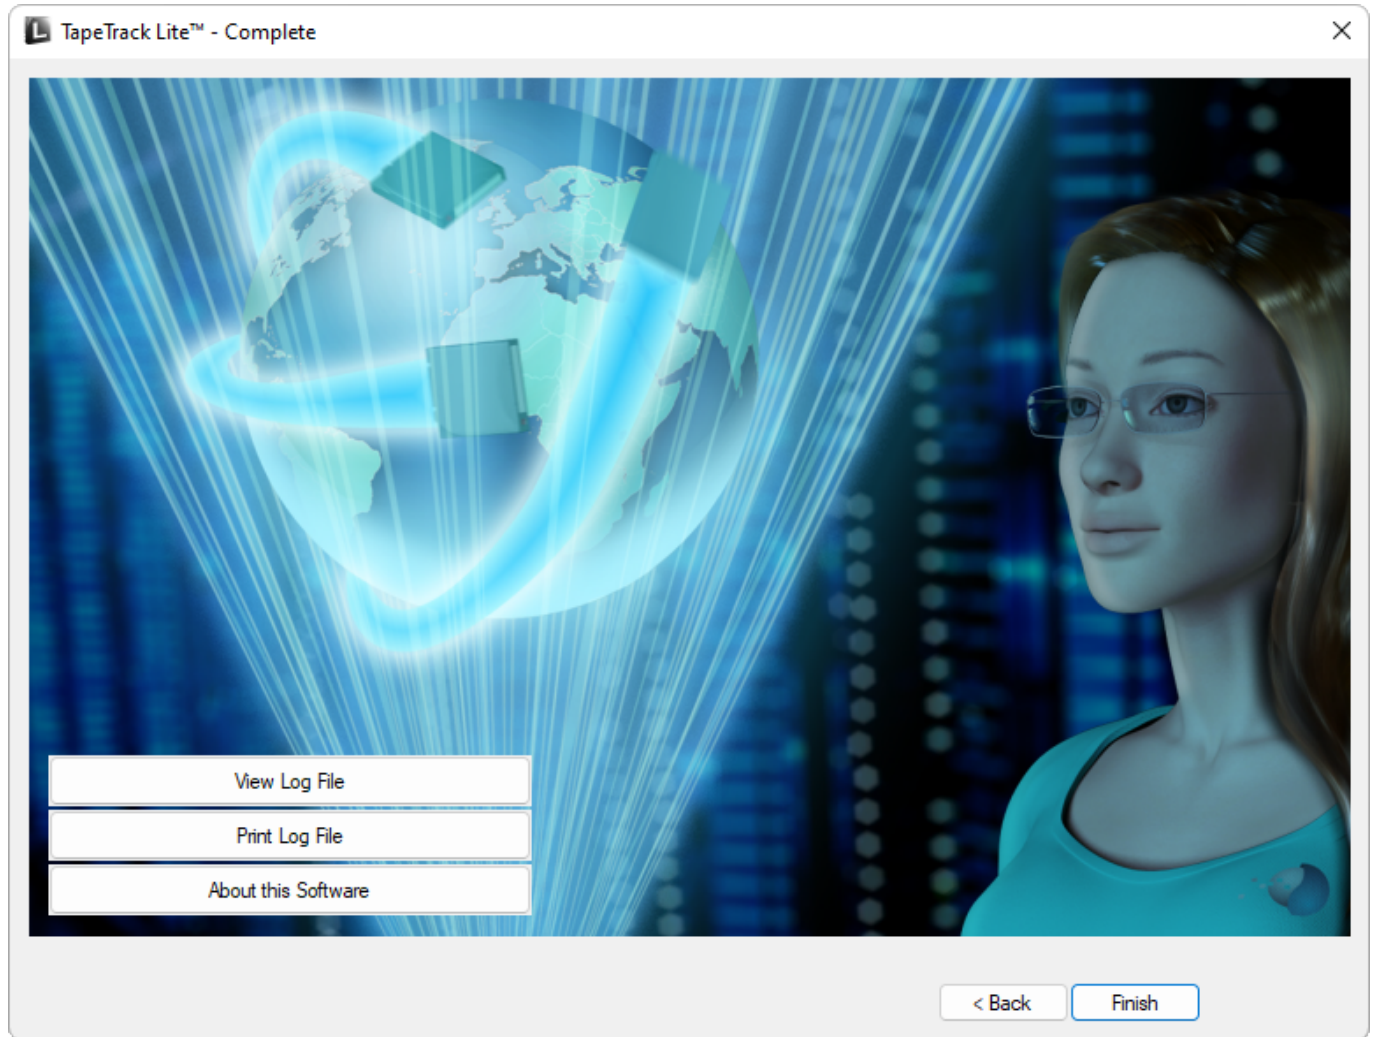 TapeTrack Lite™ - Complete
View Log File
Print Log File
About this Software
< Back
Finish